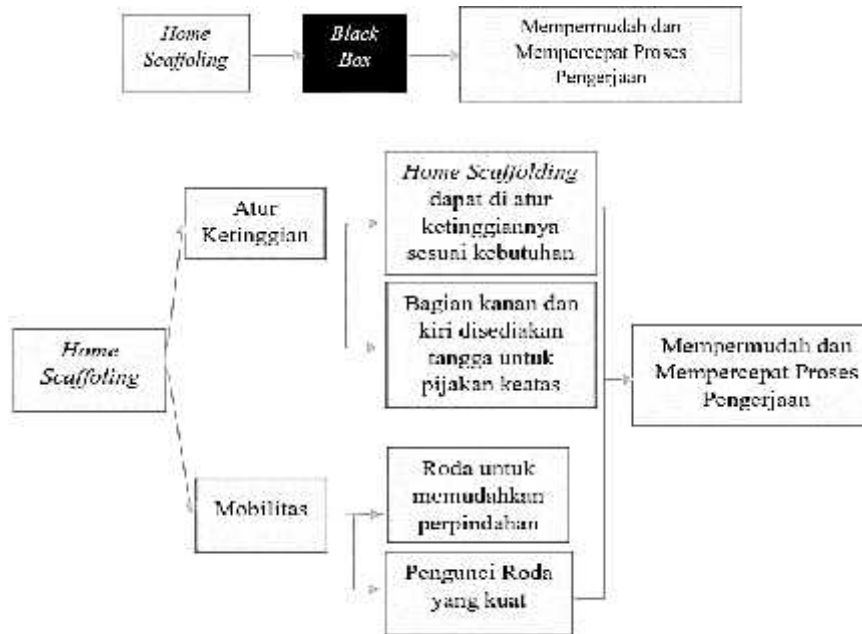 Home
Scaffoling
Black
Box
Mempermudah dan
Mempercepat Proses
Pengerjaan
Home Scaffolding
dapat di atur
ketinggiannya
sesuai kebutuhan
Atur
Ketinggian
Bagian kanan dan
kiri disediakan
tangga untuk
pijakan keatas
Home
Scaffoling
Mempermudah dan
Mempercepat Proses
Pengerjaan
Roda untuk
memudahkan
perpindahan
Mobilitas
Pengunci Roda
yang kuat